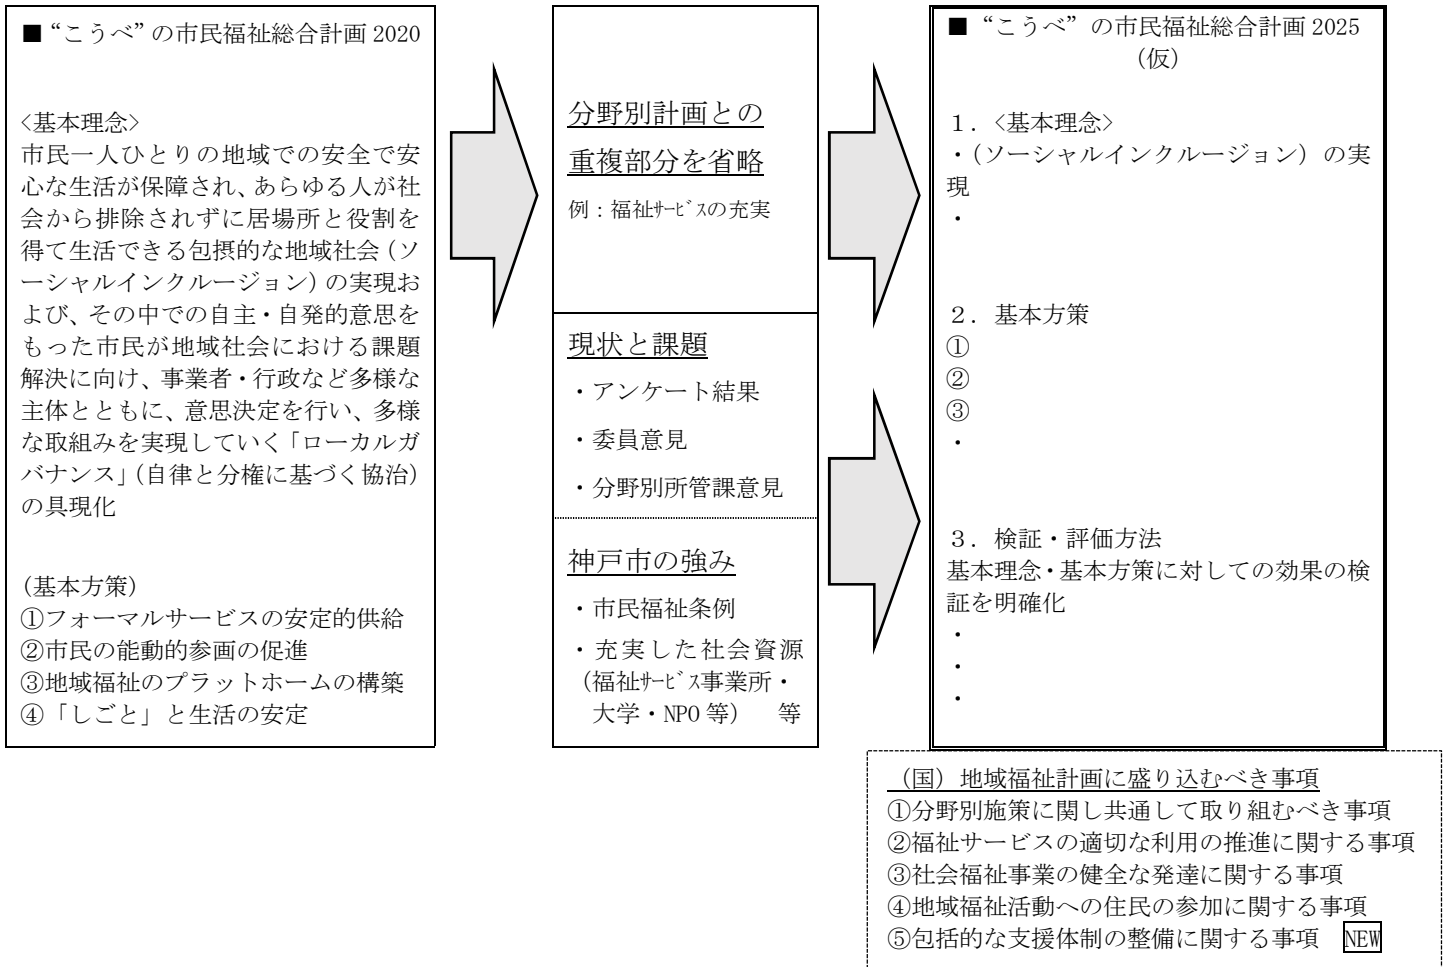 ■ “こうべ” の市民福祉総合計画 2020
<基本理念>
市民一人ひとりの地域での安全で安
心な生活が保障され、あらゆる人が社
会から排除されずに居場所と役割を
得て生活できる包摂的な地域社会（ソ
ーシャルインクルージョン）の実現お
よび、その中での自主・自発的意思を
もった市民が地域社会における課題
解決に向け、事業者・行政など多様な
主体とともに、意思決定を行い、多様
な取組みを実現していく「ローカルガ
バナンス」（自律と分権に基づく協治）
の具現化
（基本方策）
①フォーマルサービスの安定的供給
②市民の能動的参画の促進
③地域福祉のプラットホームの構築
④「しごと」と生活の安定
分野別計画との
重複部分を省略
例：福祉ｻｰﾋﾞｽの充実
現状と課題
・アンケート結果
・委員意見
・分野別所管課意見
神戸市の強み
・市民福祉条例
・充実した社会資源
（福祉ｻｰﾋﾞｽ事業所・
大学・NPO 等） 等
■ “こうべ” の市民福祉総合計画 2025
（仮）
１．<基本理念>
・（ソーシャルインクルージョン）の実
現
・
２．基本方策
①
②
③
・
３．検証・評価方法
基本理念・基本方策に対しての効果の検
証を明確化
・
・
・
（国）地域福祉計画に盛り込むべき事項
①分野別施策に関し共通して取り組むべき事項
②福祉サービスの適切な利用の推進に関する事項
③社会福祉事業の健全な発達に関する事項
④地域福祉活動への住民の参加に関する事項
⑤包括的な支援体制の整備に関する事項 NEW